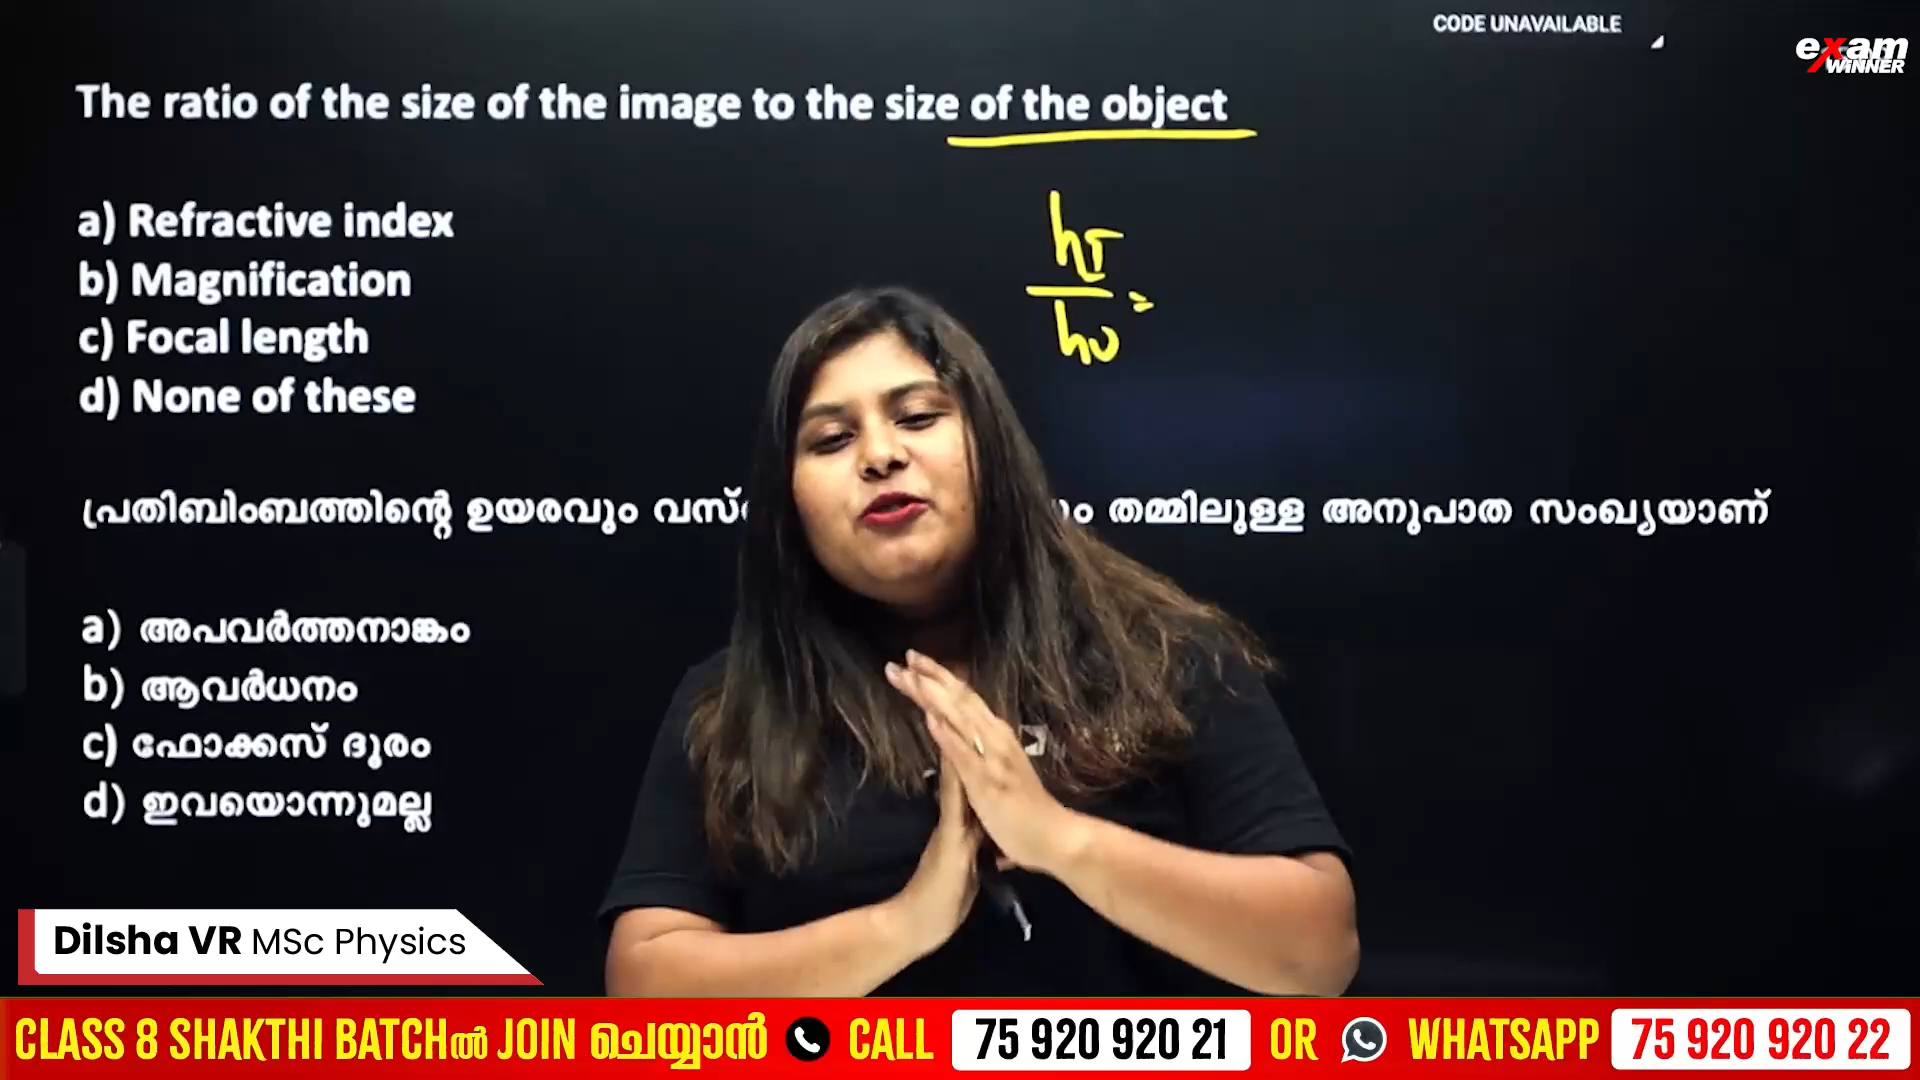 CODE UNAVAILABLE
exam
WINNER
The ratio of the size of the image to the size of the object
a) Refractive index
b) Magnification
c) Focal length
d) None of these
hI
hO =
പ്രതിബിംബത്തിന്റെ ഉയരവും തമ്മിലുള്ള അനുപാത സംഖ്യയാണ്
a) അപവർത്തനാങ്കം
b) ആവർധനം
c) ഫോക്കസ് ദൂരം
d) ഇവയൊന്നുമല്ല
Dilsha VR MSc Physics
CLASS 8 SHAKTHI BATCHൽ JOIN ചെയ്യാൻ CALL 75 920 920 21 OR WHATSAPP 75 920 920 22